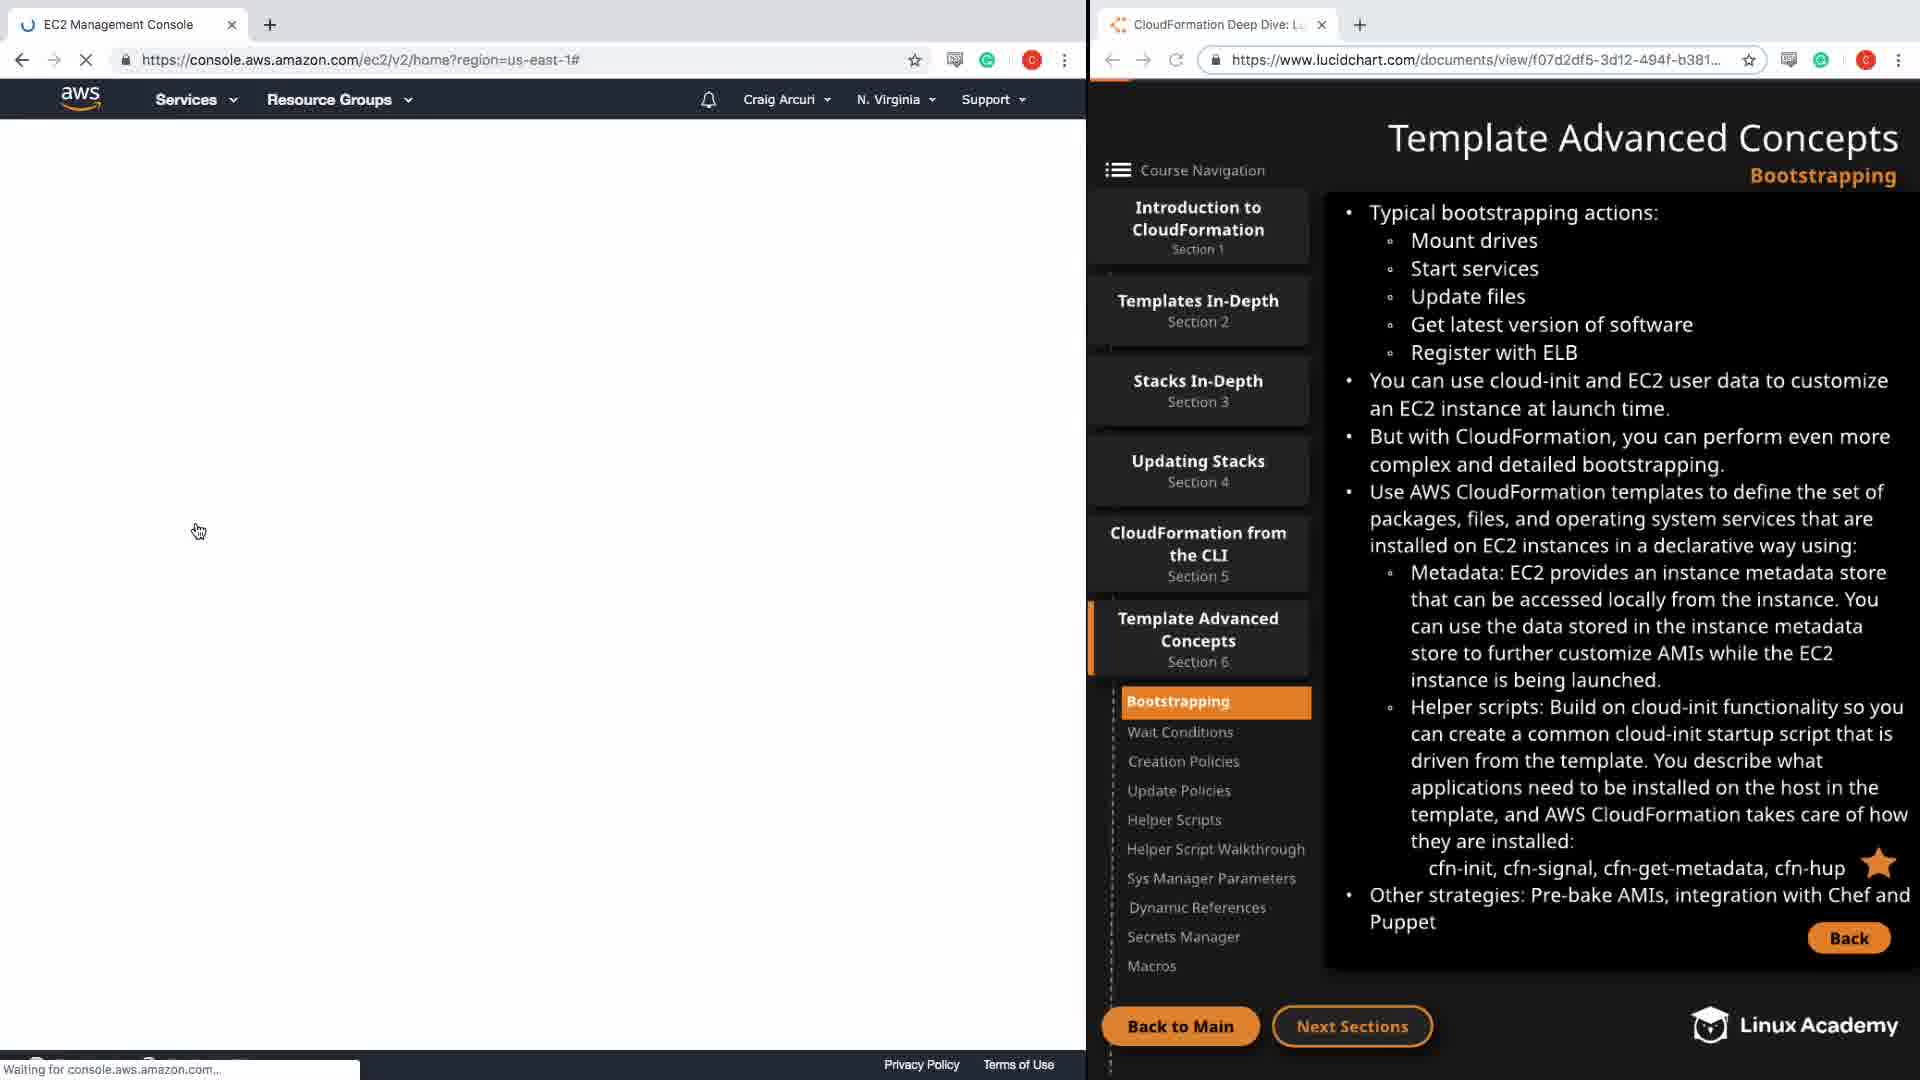 EC2 Management Console
https://console.aws.amazon.com/ec2/v2/home?region=us-east-1#
aws
Services
Resource Groups
Craig Arcuri
N. Virginia
Support
Privacy Policy
Terms of Use
Waiting for console.aws.amazon.com...
CloudFormation Deep Dive: Lu
https://www.lucidchart.com/documents/view/f07d2df5-3d12-494f-b381...
C
C
Template Advanced Concepts
Bootstrapping
Course Navigation
Introduction to
CloudFormation
Section 1
Templates In-Depth
Section 2
Stacks In-Depth
Section 3
Updating Stacks
Section 4
CloudFormation from
the CLI
Section 5
Template Advanced
Concepts
Section 6
Bootstrapping
Wait Conditions
Creation Policies
Update Policies
Helper Scripts
Helper Script Walkthrough
Sys Manager Parameters
Dynamic References
Secrets Manager
Macros
• Typical bootstrapping actions:
◦ Mount drives
◦ Start services
◦ Update files
◦ Get latest version of software
◦ Register with ELB
• You can use cloud-init and EC2 user data to customize
an EC2 instance at launch time.
• But with CloudFormation, you can perform even more
complex and detailed bootstrapping.
• Use AWS CloudFormation templates to define the set of
packages, files, and operating system services that are
installed on EC2 instances in a declarative way using:
◦ Metadata: EC2 provides an instance metadata store
that can be accessed locally from the instance. You
can use the data stored in the instance metadata
store to further customize AMIs while the EC2
instance is being launched.
◦ Helper scripts: Build on cloud-init functionality so you
can create a common cloud-init startup script that is
driven from the template. You describe what
applications need to be installed on the host in the
template, and AWS CloudFormation takes care of how
they are installed:
cfn-init, cfn-signal, cfn-get-metadata, cfn-hup
• Other strategies: Pre-bake AMIs, integration with Chef and
Puppet
Back
Back to Main
Next Sections
Linux Academy